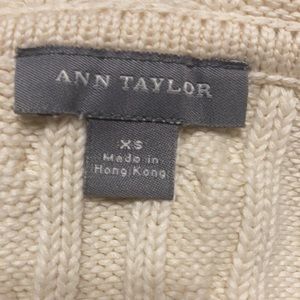 ANN TAYLOR
XS
Made in
Hong Kong